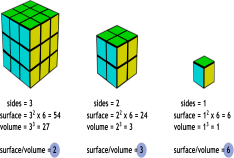 sides = 3
surface = 3² x 6 = 54
volume = 3³ = 27
surface/volume = 2
sides = 2
surface = 2² x 6 = 24
volume = 2³ = 3
surface/volume = 3
sides = 1
surface = 1² x 6 = 6
volume = 1³ = 1
surface/volume = 6